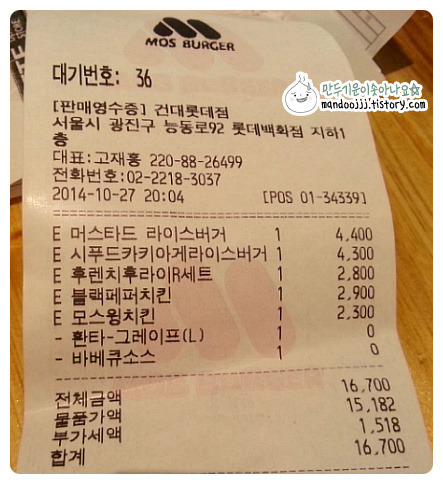 MOS BURGER
대기번호: 36
만두기운이솟아나요☆
mandoojjj.tistory.com
[판매영수증] 건대롯데점
서울시 광진구 능동로92 롯데백화점 지하1
층
대표:고재홍 220-88-26499
전화번호:02-2218-3037
2014-10-27 20:04 [POS 01-34339]
E 머스타드 라이스버거 1 4,400
E 시푸드카키아게라이스버거 1 4,300
E 후렌치후라이R세트 1 2,800
E 블랙페퍼치킨 1 2,900
E 모스윙치킨 1 2,300
- 환타-그레이프(L) 1 0
- 바베큐소스 1 0
전체금액 16,700
물품가액 15,182
부가세액 1,518
합계 16,700